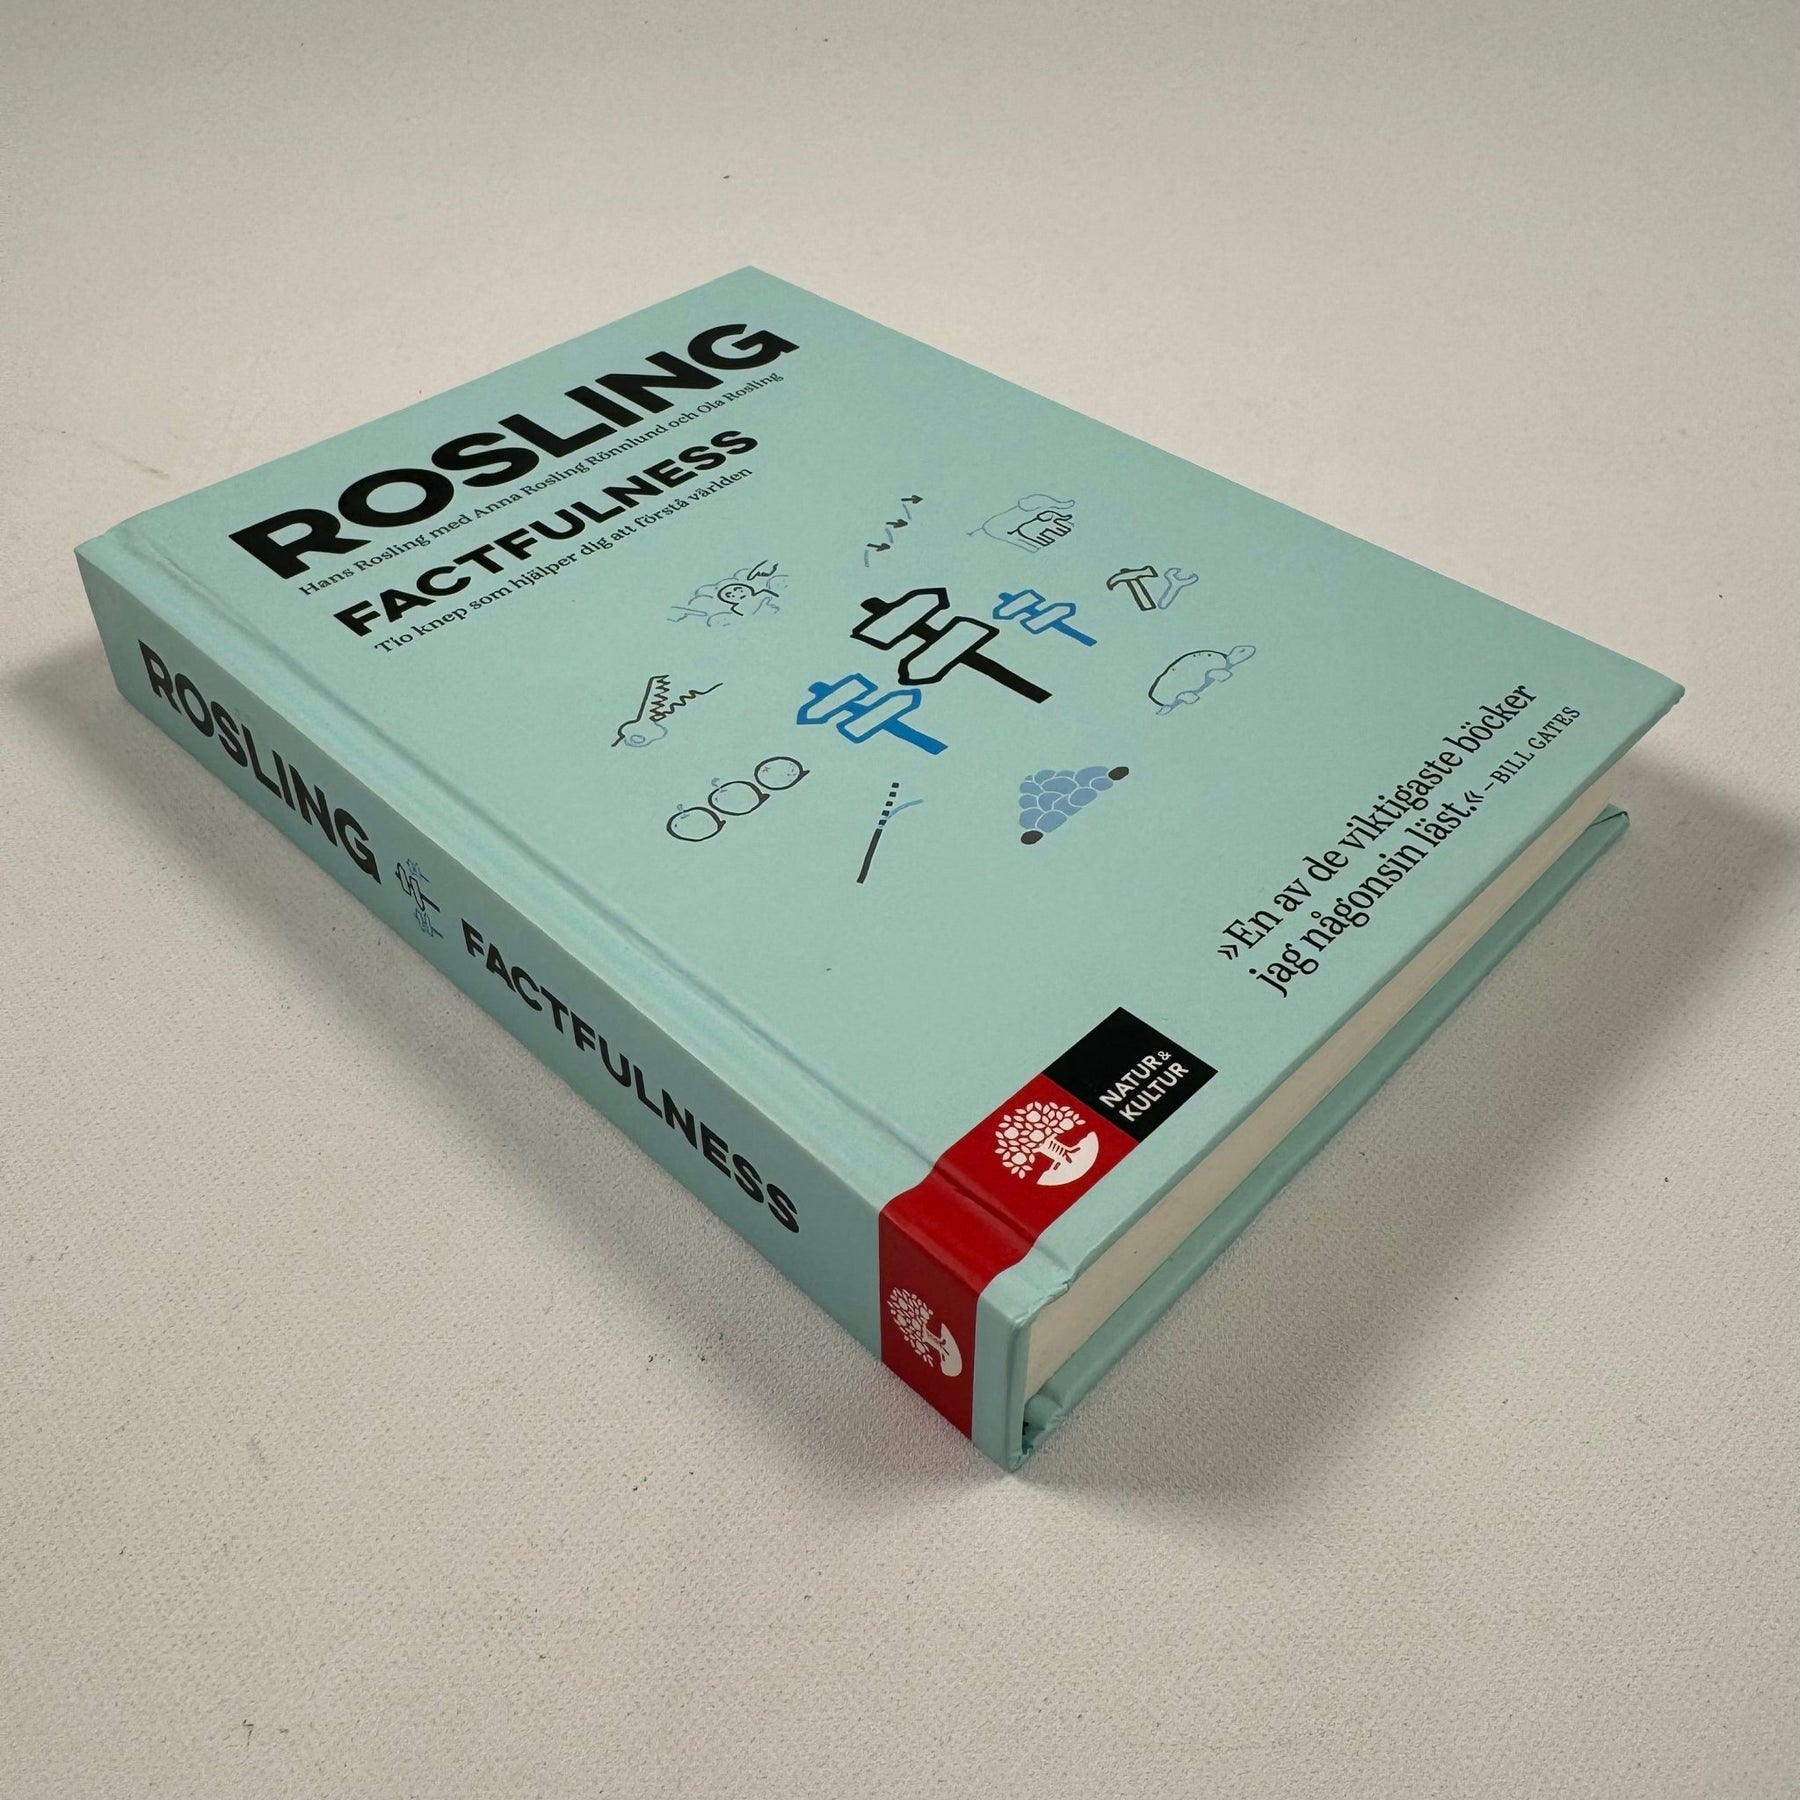 ROSLING
Hans Rosling med Anna Rosling Rönnlund och Ola Rosling
FACTFULNESS
Tio knep som hjälper dig att förstå världen
»En av de viktigaste böcker
jag någonsin läst.« –BILL GATES
NATUR &
KULTUR
ROSLING FACTFULNESS